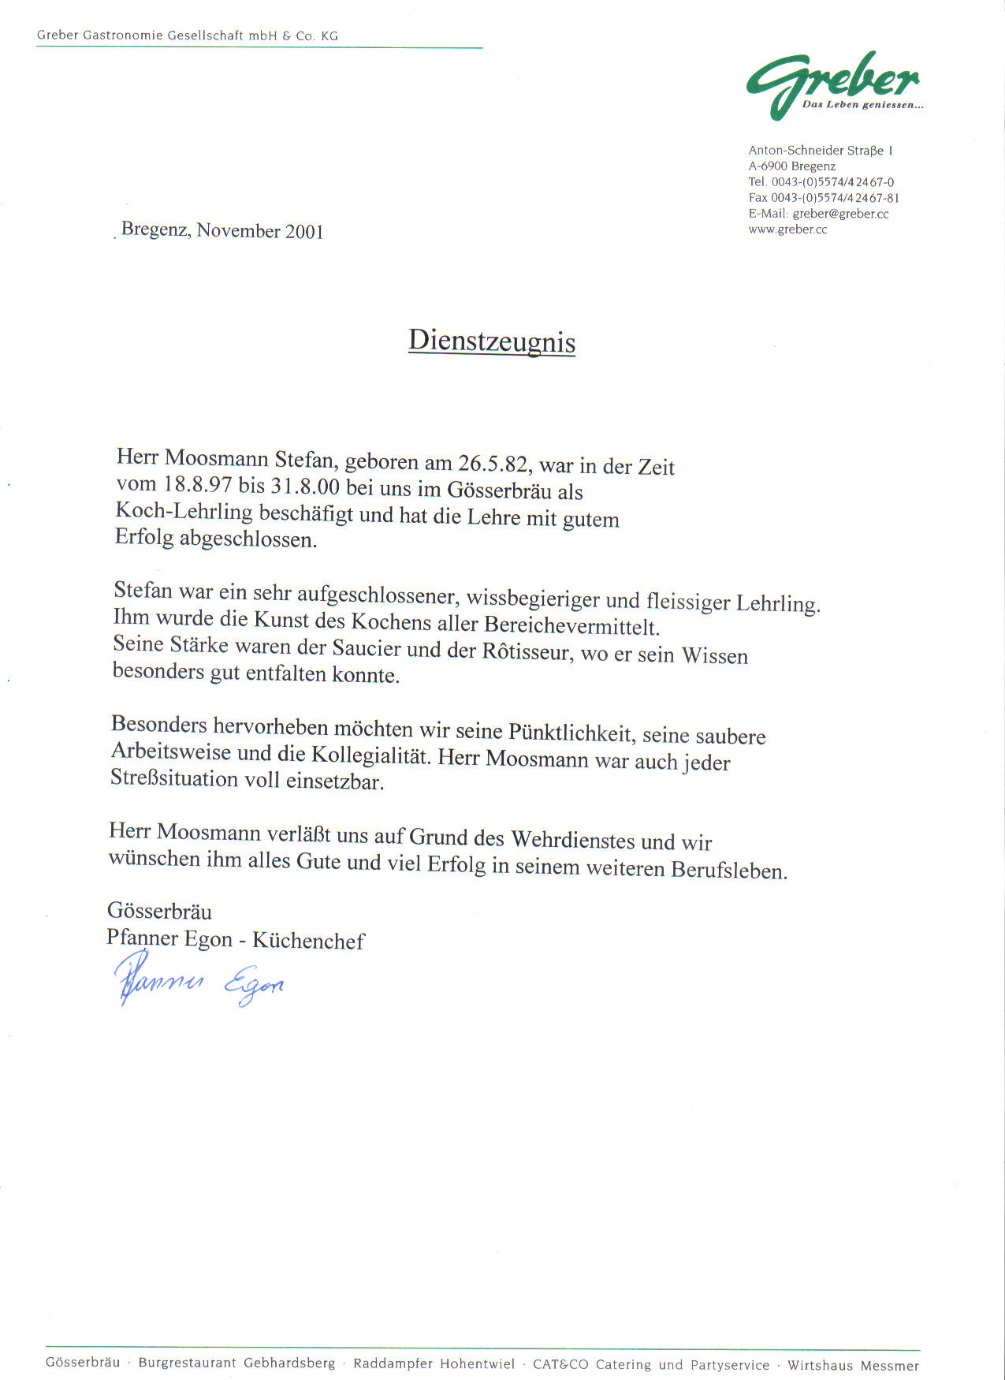 Greber Gastronomie Gesellschaft mbH & Co. KG
Greber
Das Leben geniessen...
Anton-Schneider Straße 1
A-6900 Bregenz
Tel. 0043-(0)5574/42467-0
Fax 0043-(0)5574/42467-81
E-Mail: greber@greber.cc
www.greber.cc
Bregenz, November 2001
Dienstzeugnis
Herr Moosmann Stefan, geboren am 26.5.82, war in der Zeit
vom 18.8.97 bis 31.8.00 bei uns im Gösserbräu als
Koch-Lehrling beschäfigt und hat die Lehre mit gutem
Erfolg abgeschlossen.
Stefan war ein sehr aufgeschlossener, wissbegieriger und fleissiger Lehrling.
Ihm wurde die Kunst des Kochens aller Bereichevermittelt.
Seine Stärke waren der Saucier und der Rôtisseur, wo er sein Wissen
besonders gut entfalten konnte.
Besonders hervorheben möchten wir seine Pünktlichkeit, seine saubere
Arbeitsweise und die Kollegialität. Herr Moosmann war auch jeder
Streßsituation voll einsetzbar.
Herr Moosmann verläßt uns auf Grund des Wehrdienstes und wir
wünschen ihm alles Gute und viel Erfolg in seinem weiteren Berufsleben.
Gösserbräu
Pfanner Egon - Küchenchef
Pfanner Egon
Gösserbräu · Burgrestaurant Gebhardsberg · Raddampfer Hohentwiel · CAT&CO Catering und Partyservice · Wirtshaus Messmer